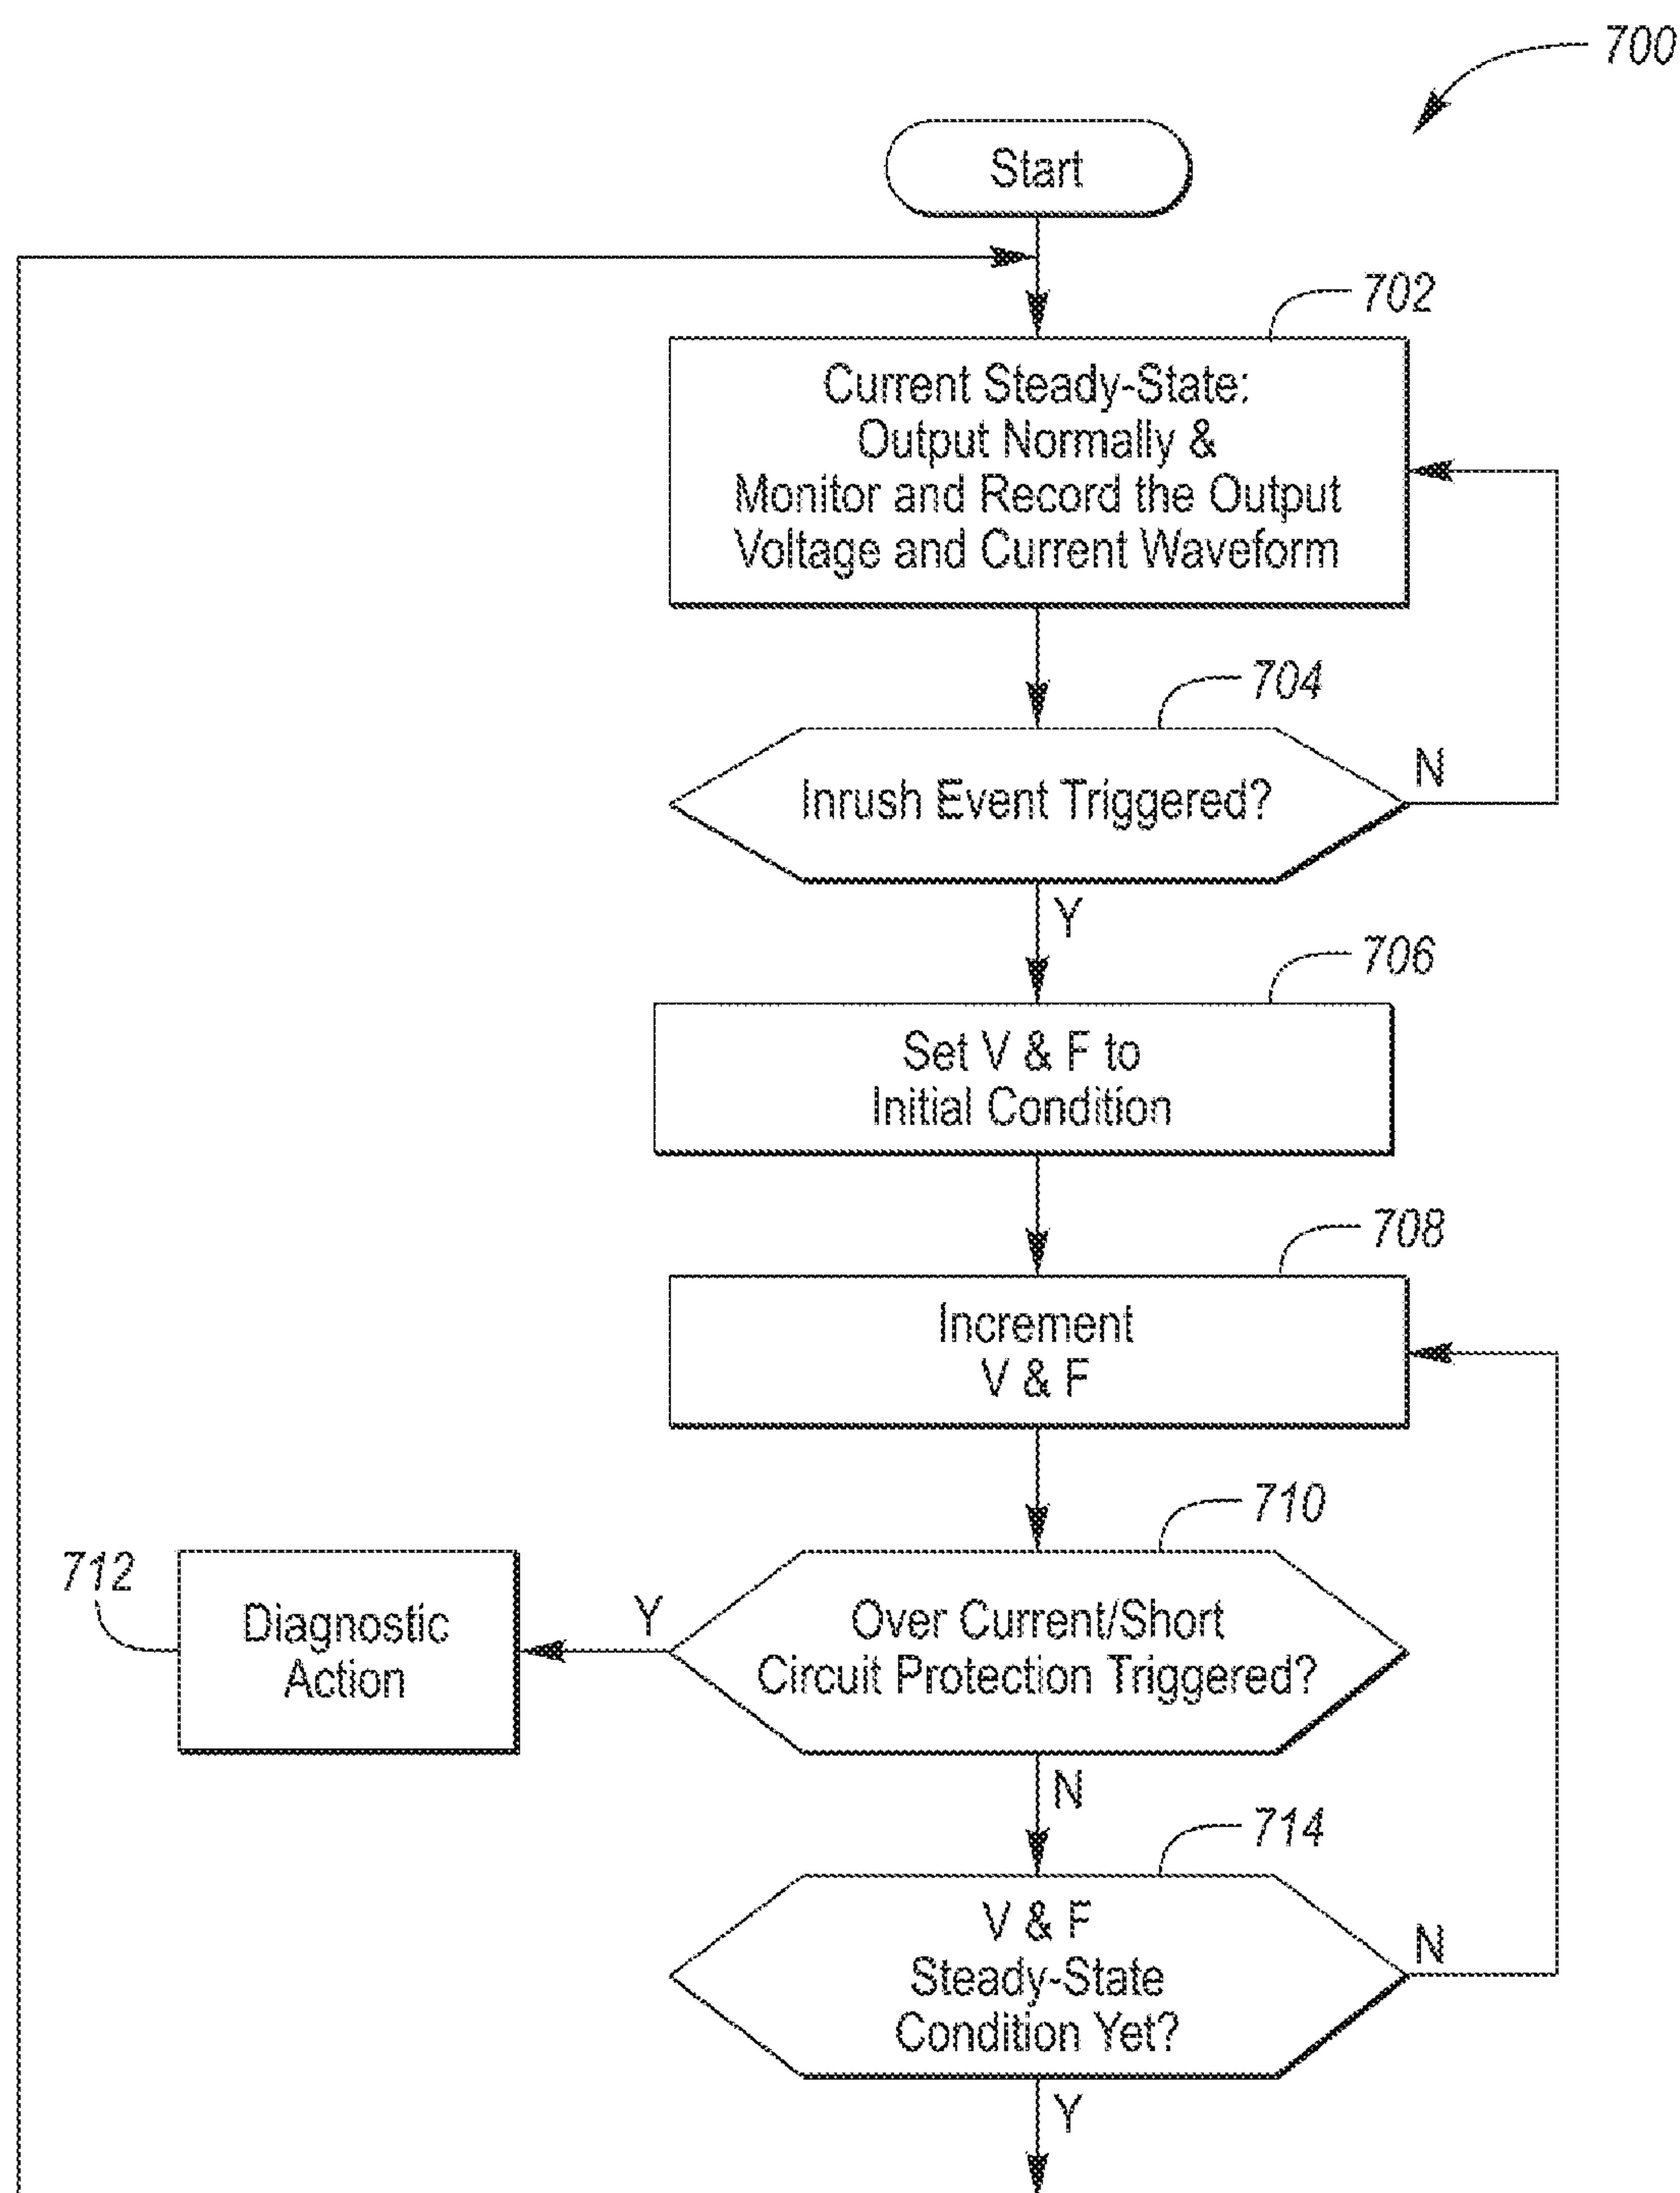 700
Start
702
Current Steady-State:
Output Normally &
Monitor and Record the Output
Voltage and Current Waveform
704
Inrush Event Triggered?
N
Y
706
Set V & F to
Initial Condition
708
Increment
V & F
710
712
Diagnostic
Action
Y
Over Current/Short
Circuit Protection Triggered?
N
714
V & F
Steady-State
Condition Yet?
N
Y